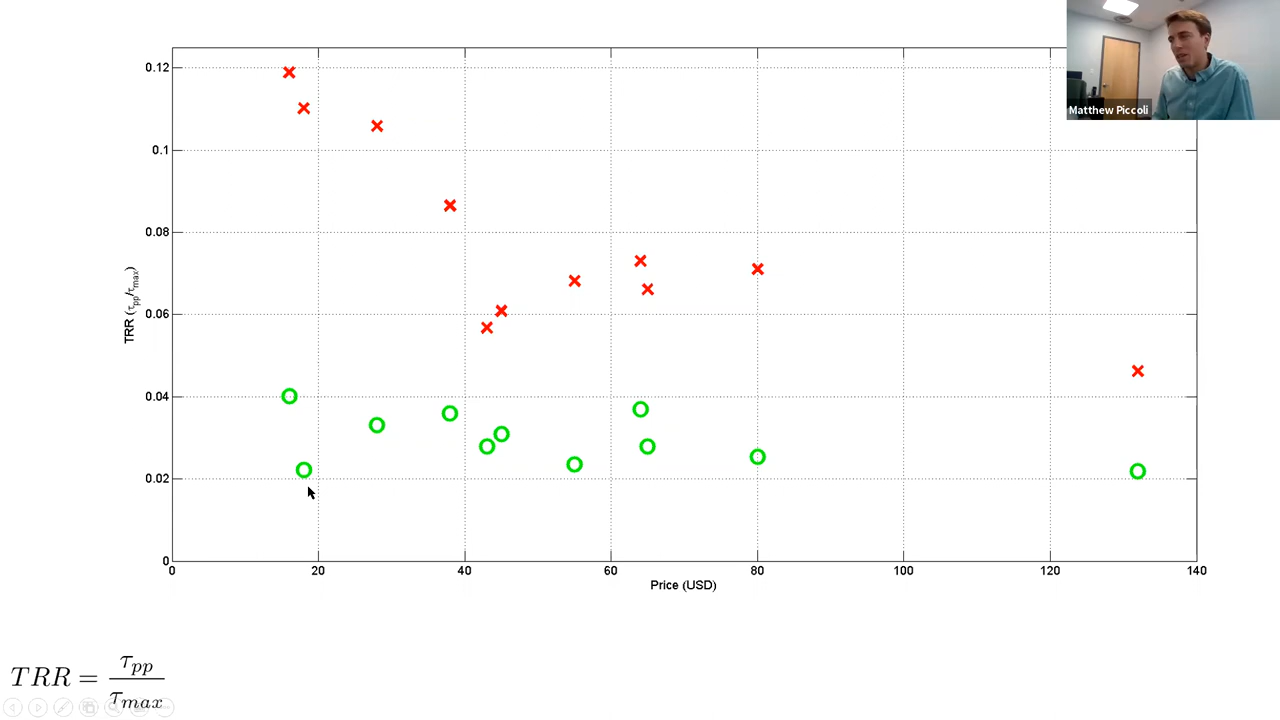 Matthew Piccoli
0.12
0.1
0.08
0.06
0.04
0.02
0
TRR (τpp/τmax)
0 20 40 60 80 100 120 140
Price (USD)
TRR = τpp / τmax